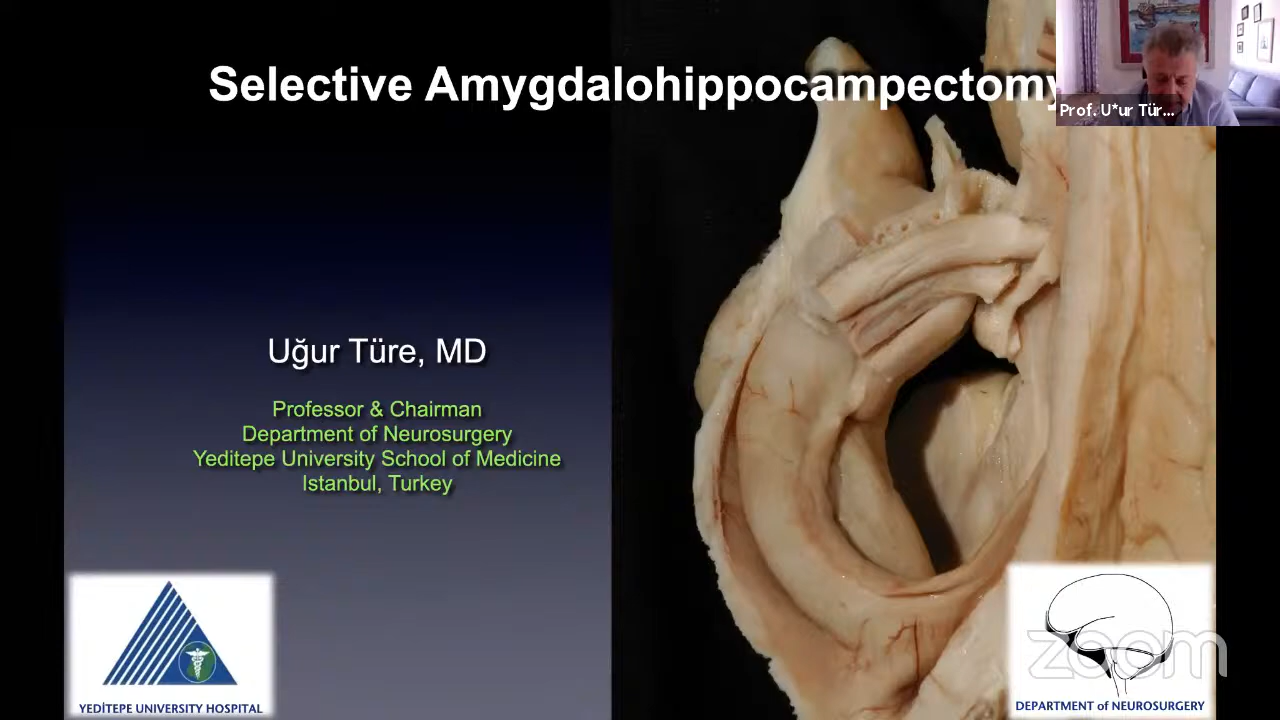 Selective Amygdalohippocampectomy
Prof. U*ur Tür...
Uğur Türe, MD
Professor & Chairman
Department of Neurosurgery
Yeditepe University School of Medicine
Istanbul, Turkey
YEDİTEPE UNIVERSITY HOSPITAL
zoom
DEPARTMENT of NEUROSURGERY